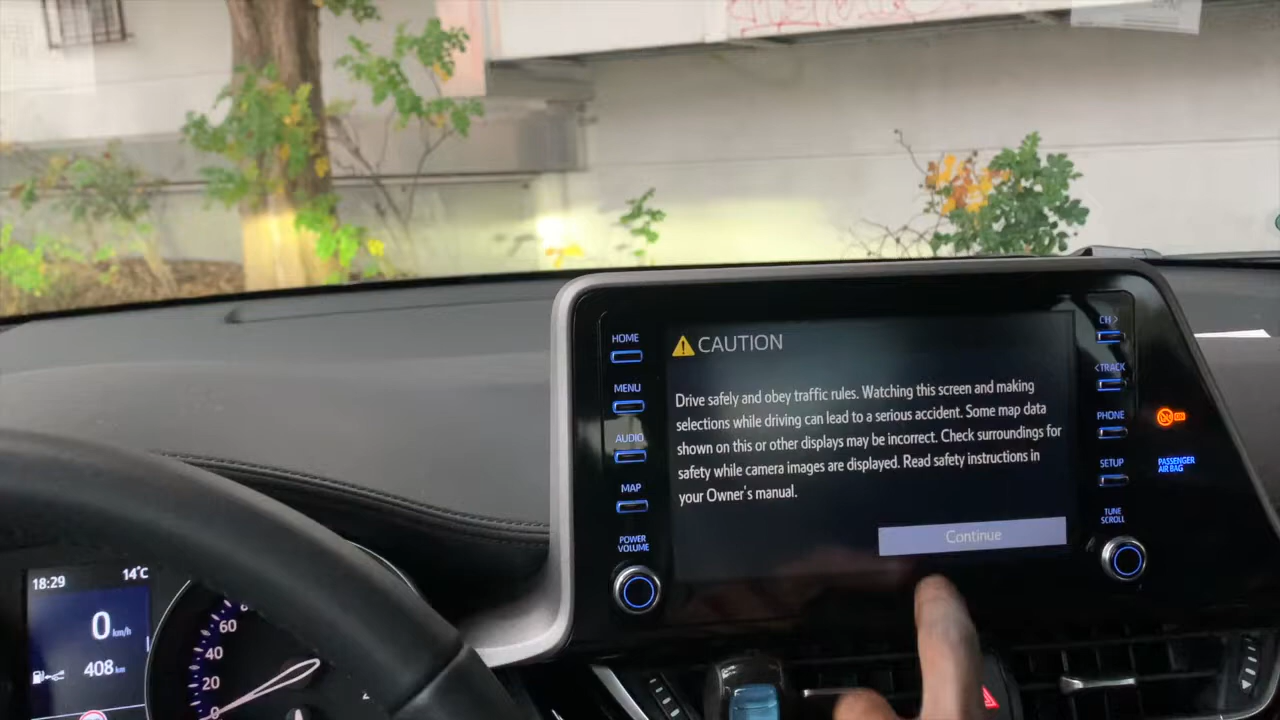 HOME
MENU
AUDIO
MAP
POWER
VOLUME
CAUTION
Drive safely and obey traffic rules. Watching this screen and making
selections while driving can lead to a serious accident. Some map data
shown on this or other displays may be incorrect. Check surroundings for
safety while camera images are displayed. Read safety instructions in
your Owner's manual.
Continue
CH >
< TRACK
PHONE
SETUP
TUNE
SCROLL
PASSENGER
AIR BAG
18:29
14°C
0 km/h
408 km
60
40
20
0